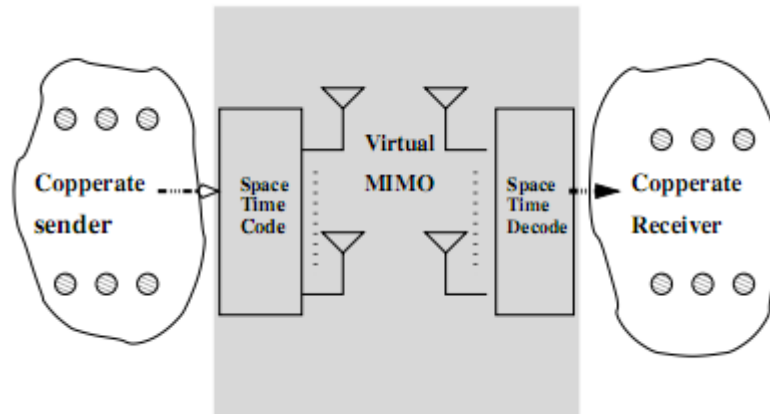 Copperate
sender
Space
Time
Code
Virtual
MIMO
Space
Time
Decode
Copperate
Receiver